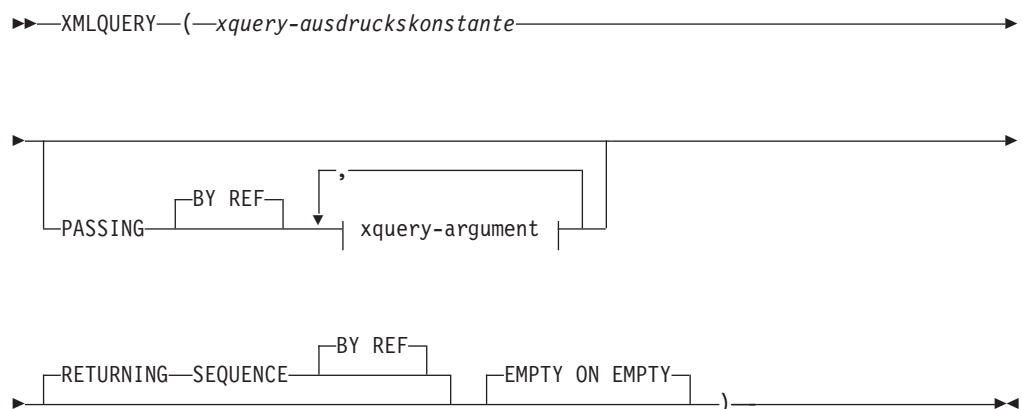 XMLQUERY ( xquery-ausdruckskonstante
,
BY REF
PASSING xquery-argument
BY REF
RETURNING SEQUENCE EMPTY ON EMPTY
)